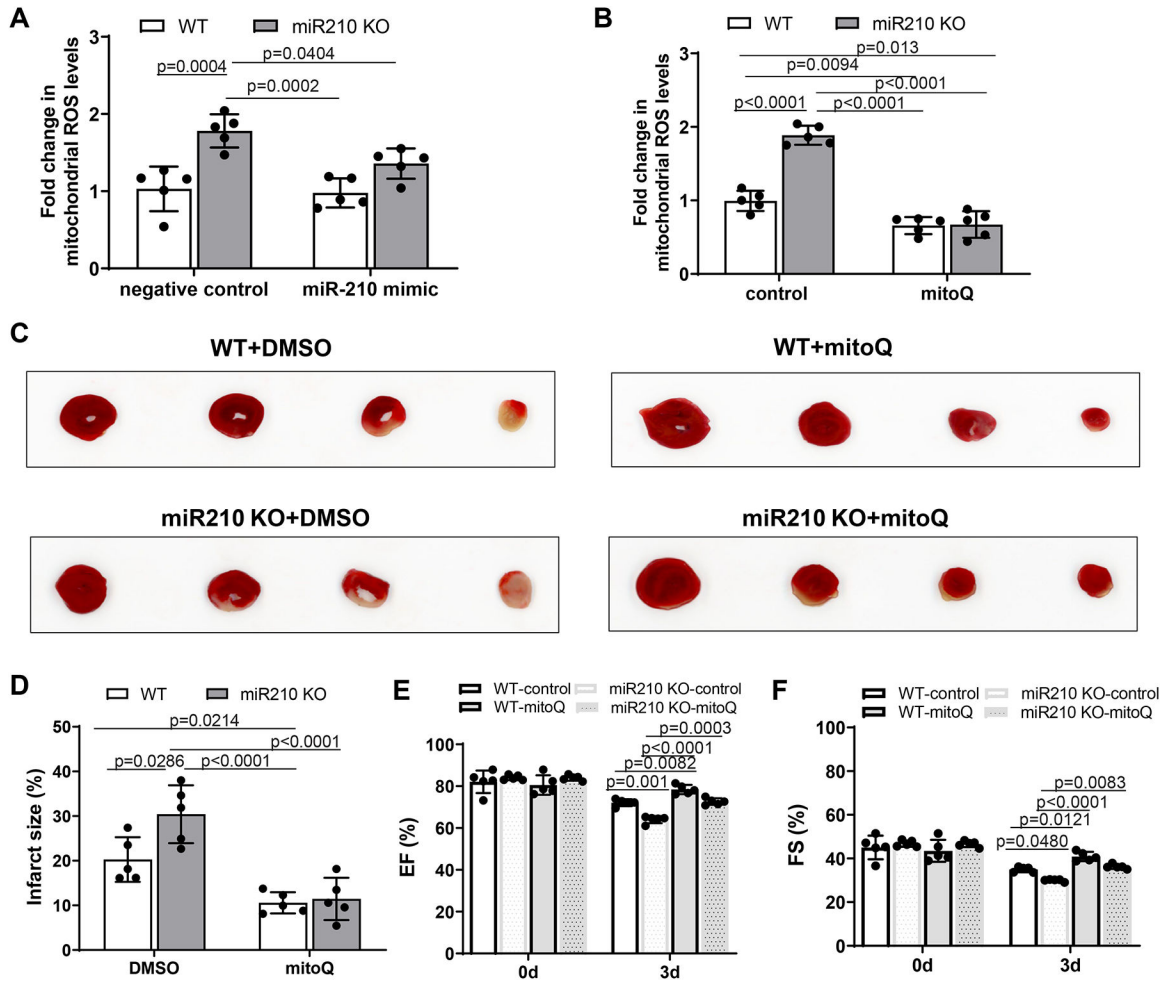 A
WT
miR210 KO
Fold change in
mitochondrial ROS levels
3
2
1
0
p=0.0404
p=0.0004
p=0.0002
negative control
miR-210 mimic
B
WT
miR210 KO
Fold change in
mitochondrial ROS levels
3
2
1
0
p=0.013
p=0.0094
p<0.0001
p<0.0001
p<0.0001
control
mitoQ
C
WT+DMSO
WT+mitoQ
miR210 KO+DMSO
miR210 KO+mitoQ
D
WT
miR210 KO
Infarct size (%)
50
40
30
20
10
0
p=0.0214
p<0.0001
p=0.0286
p<0.0001
DMSO
mitoQ
E
WT-control
miR210 KO-control
WT-mitoQ
miR210 KO-mitoQ
EF (%)
100
80
60
40
20
0
p=0.0003
p<0.0001
p=0.0082
p=0.001
0d
3d
F
WT-control
miR210 KO-control
WT-mitoQ
miR210 KO-mitoQ
FS (%)
100
80
60
40
20
0
p=0.0083
p<0.0001
p=0.0121
p=0.0480
0d
3d